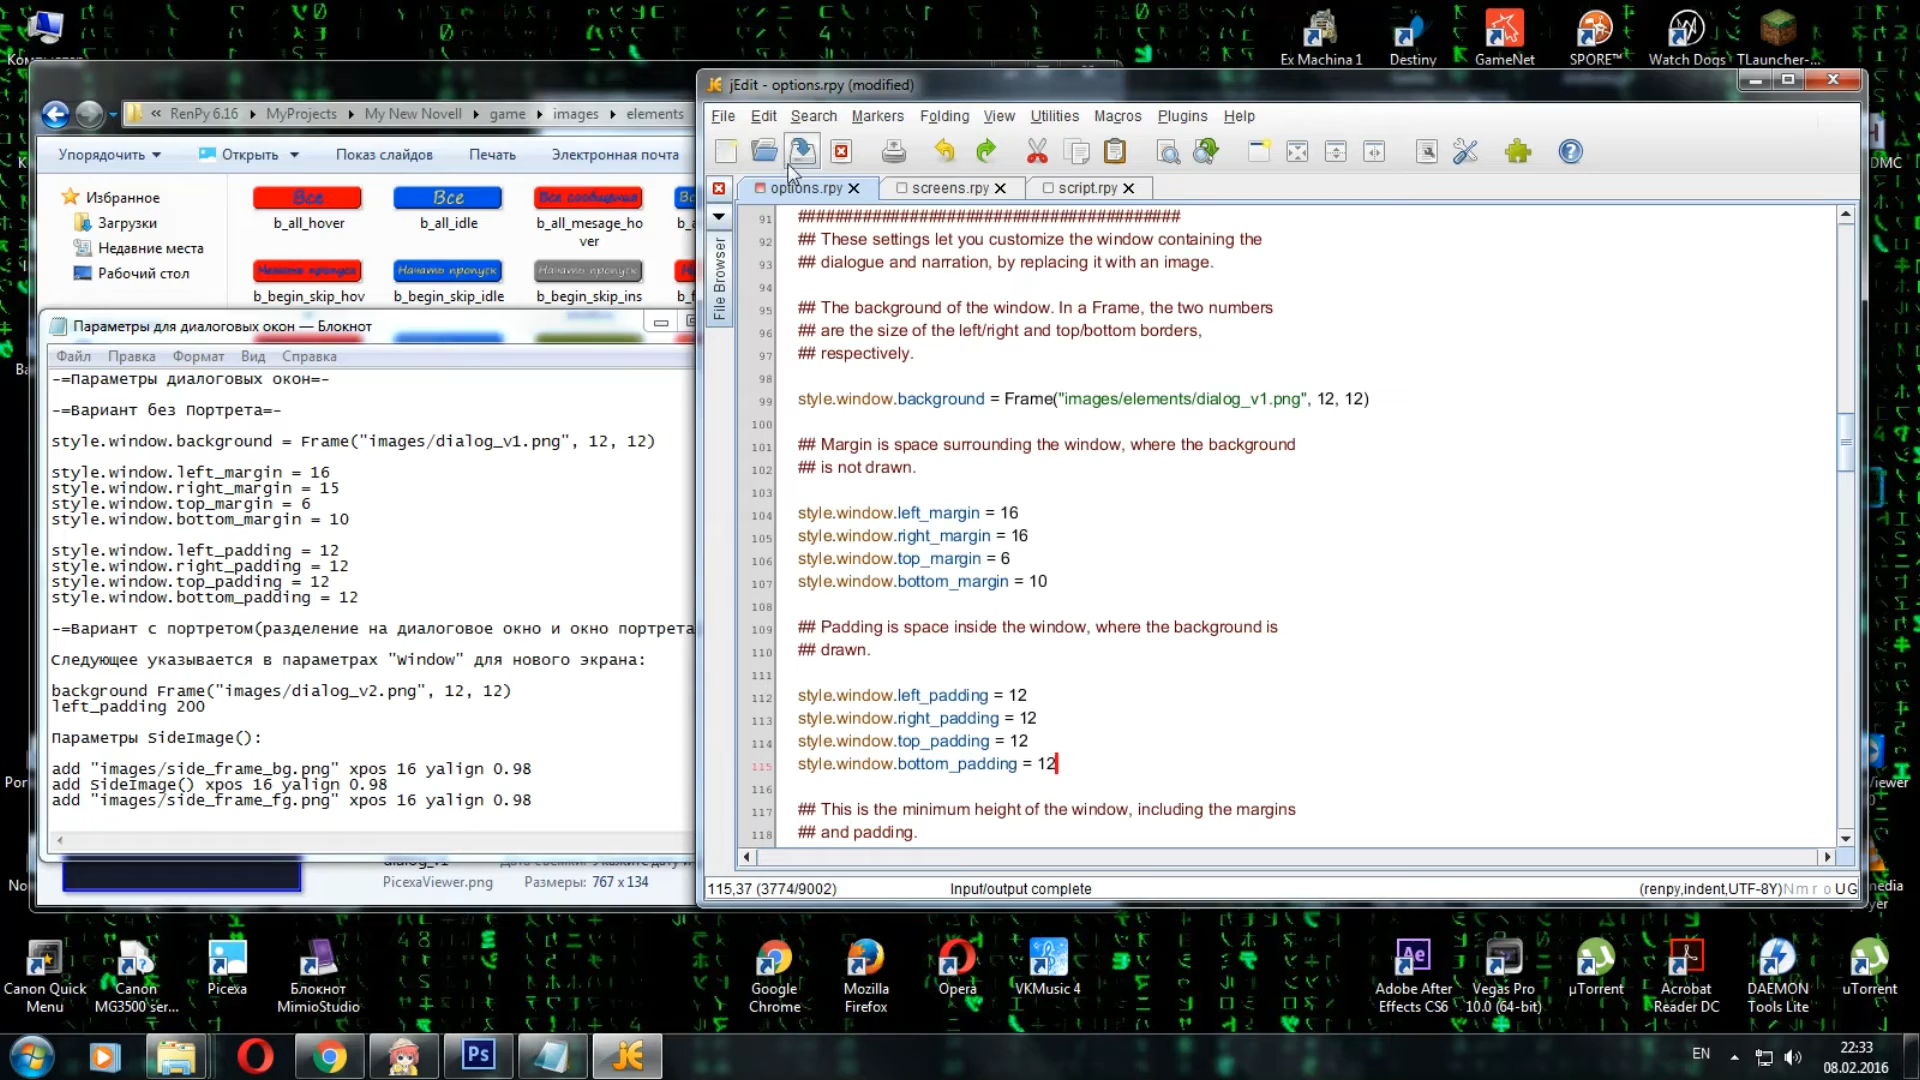 Ex Machina 1
Destiny
GameNet
SPORE™
Watch Dogs
TLauncher-...
RenPy 6.16
MyProjects
My New Novell
game
images
elements
Упорядочить
Открыть
Показ слайдов
Печать
Электронная почта
Избранное
Загрузки
Недавние места
Рабочий стол
Все
Все
Все сообщения
b_all_hover
b_all_idle
b_all_mesage_ho
ver
Начать пропуск
Начать пропуск
Начать пропуск
b_begin_skip_hov
b_begin_skip_idle
b_begin_skip_ins
Параметры для диалоговых окон — Блокнот
Файл Правка Формат Вид Справка
-=Параметры диалоговых окон=-
-=Вариант без Портрета=-
style.window.background = Frame("images/dialog_v1.png", 12, 12)
style.window.left_margin = 16
style.window.right_margin = 15
style.window.top_margin = 6
style.window.bottom_margin = 10
style.window.left_padding = 12
style.window.right_padding = 12
style.window.top_padding = 12
style.window.bottom_padding = 12
-=Вариант с портретом(разделение на диалоговое окно и окно портрета
Следующее указывается в параметрах "Window" для нового экрана:
background Frame("images/dialog_v2.png", 12, 12)
left_padding 200
Параметры SideImage():
add "images/side_frame_bg.png" xpos 16 yalign 0.98
add SideImage() xpos 16 yalign 0.98
add "images/side_frame_fg.png" xpos 16 yalign 0.98
PicexaViewer.png
Размеры: 767 x 134
jEdit - options.rpy (modified)
File Edit Search Markers Folding View Utilities Macros Plugins Help
options.rpy
screens.rpy
script.rpy
File Browser
91 ##########################################
92 ## These settings let you customize the window containing the
93 ## dialogue and narration, by replacing it with an image.
94
95 ## The background of the window. In a Frame, the two numbers
96 ## are the size of the left/right and top/bottom borders,
97 ## respectively.
98
99 style.window.background = Frame("images/elements/dialog_v1.png", 12, 12)
100
101 ## Margin is space surrounding the window, where the background
102 ## is not drawn.
103
104 style.window.left_margin = 16
105 style.window.right_margin = 16
106 style.window.top_margin = 6
107 style.window.bottom_margin = 10
108
109 ## Padding is space inside the window, where the background is
110 ## drawn.
111
112 style.window.left_padding = 12
113 style.window.right_padding = 12
114 style.window.top_padding = 12
115 style.window.bottom_padding = 12
116
117 ## This is the minimum height of the window, including the margins
118 ## and padding.
115,37 (3774/9002)
Input/output complete
(renpy,indent,UTF-8Y)Nm r o UG
Canon Quick
Menu
Canon
MG3500 ser...
Picexa
Блокнот
MimioStudio
Google
Chrome
Mozilla
Firefox
Opera
VKMusic 4
Adobe After
Effects CS6
Vegas Pro
10.0 (64-bit)
µTorrent
Acrobat
Reader DC
DAEMON
Tools Lite
uTorrent
EN
22:33
08.02.2016